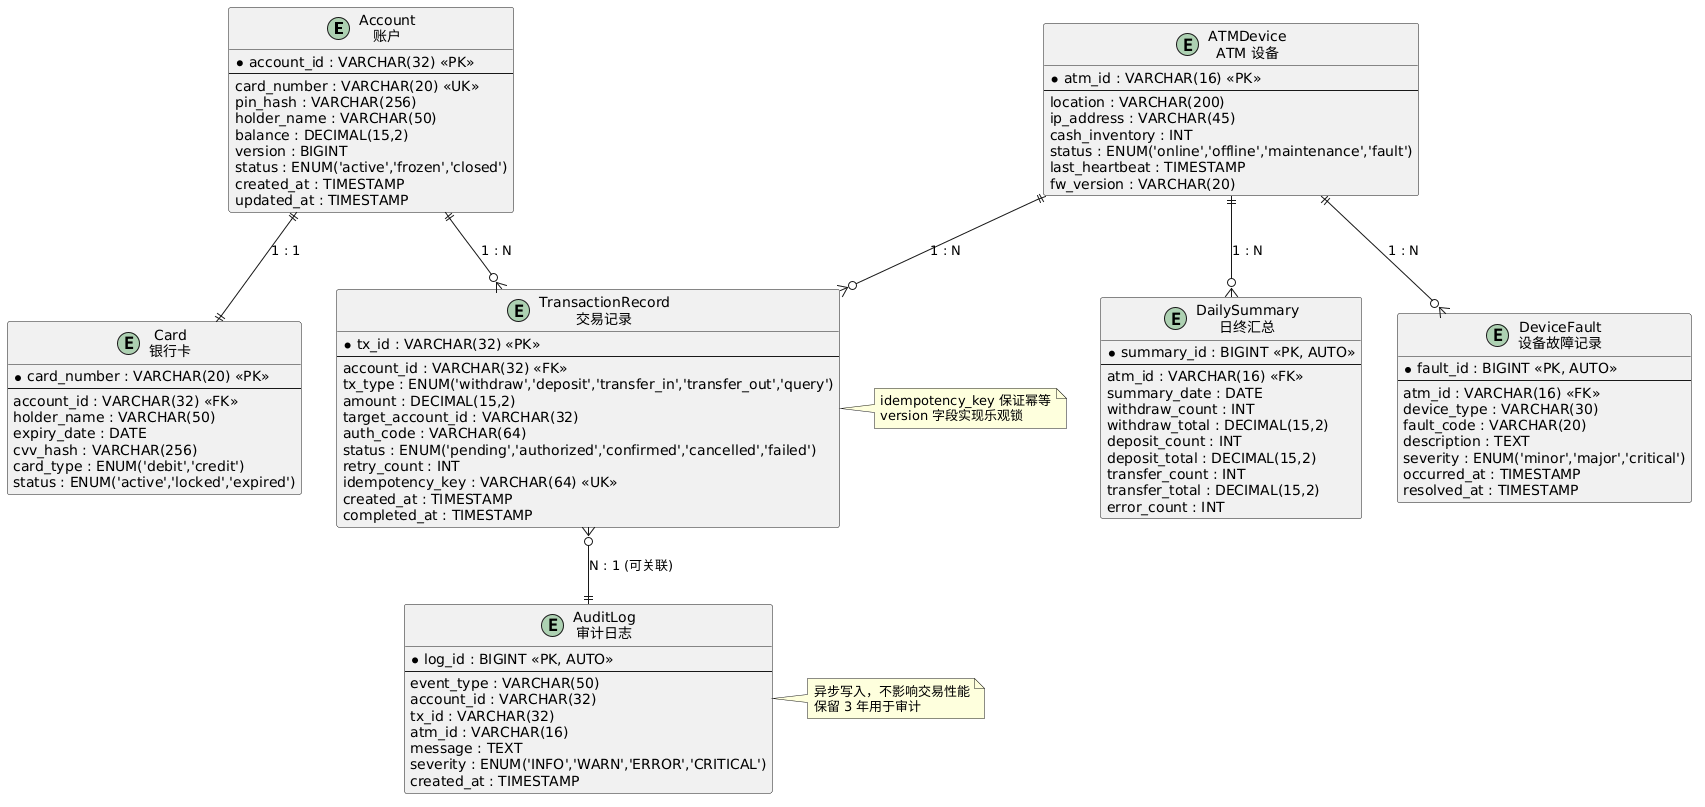 Account
账户
account_id : VARCHAR(32) «PK»
card_number : VARCHAR(20) «UK»
pin_hash : VARCHAR(256)
holder_name : VARCHAR(50)
balance : DECIMAL(15,2)
version : BIGINT
status : ENUM('active','frozen','closed')
created_at : TIMESTAMP
updated_at : TIMESTAMP
ATMDevice
ATM 设备
atm_id : VARCHAR(16) «PK»
location : VARCHAR(200)
ip_address : VARCHAR(45)
cash_inventory : INT
status : ENUM('online','offline','maintenance','fault')
last_heartbeat : TIMESTAMP
fw_version : VARCHAR(20)
1 : 1
1 : N
1 : N
1 : N
1 : N
Card
银行卡
card_number : VARCHAR(20) «PK»
account_id : VARCHAR(32) «FK»
holder_name : VARCHAR(50)
expiry_date : DATE
cvv_hash : VARCHAR(256)
card_type : ENUM('debit','credit')
status : ENUM('active','locked','expired')
TransactionRecord
交易记录
tx_id : VARCHAR(32) «PK»
account_id : VARCHAR(32) «FK»
tx_type : ENUM('withdraw','deposit','transfer_in','transfer_out','query')
amount : DECIMAL(15,2)
target_account_id : VARCHAR(32)
auth_code : VARCHAR(64)
status : ENUM('pending','authorized','confirmed','cancelled','failed')
retry_count : INT
idempotency_key : VARCHAR(64) «UK»
created_at : TIMESTAMP
completed_at : TIMESTAMP
idempotency_key 保证幂等
version 字段实现乐观锁
DailySummary
日终汇总
summary_id : BIGINT «PK, AUTO»
atm_id : VARCHAR(16) «FK»
summary_date : DATE
withdraw_count : INT
withdraw_total : DECIMAL(15,2)
deposit_count : INT
deposit_total : DECIMAL(15,2)
transfer_count : INT
transfer_total : DECIMAL(15,2)
error_count : INT
DeviceFault
设备故障记录
fault_id : BIGINT «PK, AUTO»
atm_id : VARCHAR(16) «FK»
device_type : VARCHAR(30)
fault_code : VARCHAR(20)
description : TEXT
severity : ENUM('minor','major','critical')
occurred_at : TIMESTAMP
resolved_at : TIMESTAMP
N : 1 (可关联)
AuditLog
审计日志
log_id : BIGINT «PK, AUTO»
event_type : VARCHAR(50)
account_id : VARCHAR(32)
tx_id : VARCHAR(32)
atm_id : VARCHAR(16)
message : TEXT
severity : ENUM('INFO','WARN','ERROR','CRITICAL')
created_at : TIMESTAMP
异步写入，不影响交易性能
保留 3 年用于审计